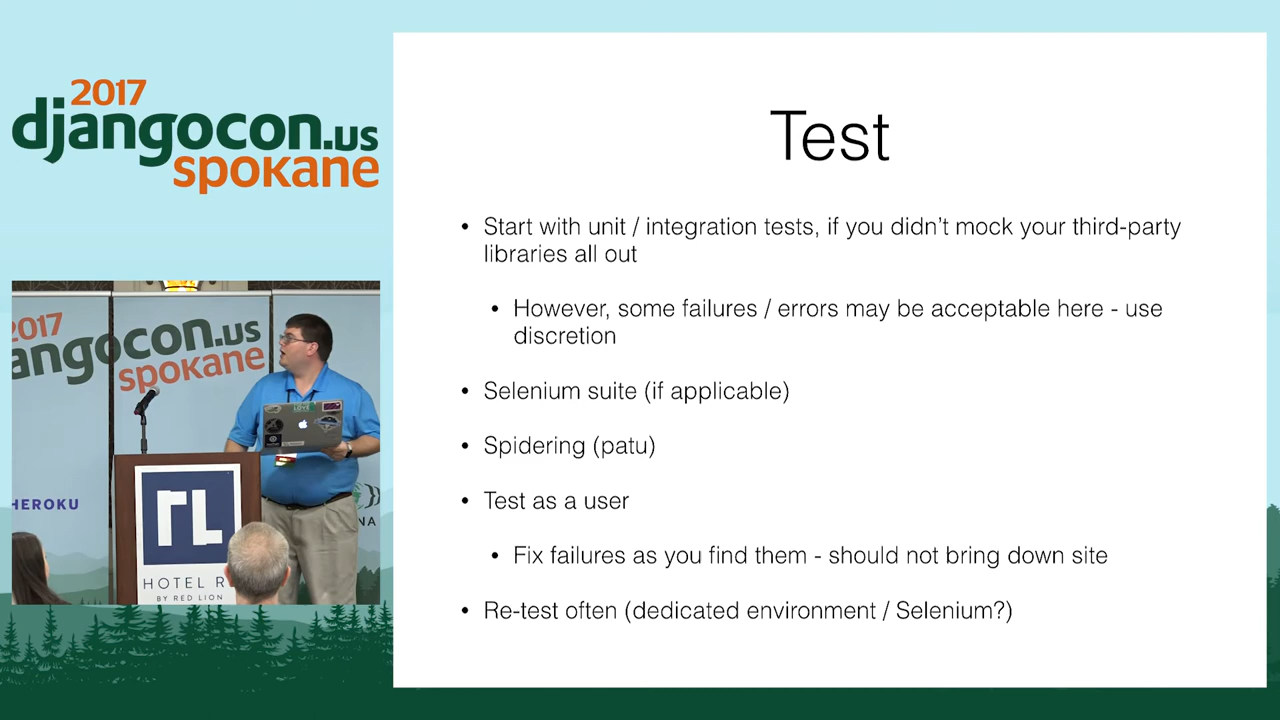 2017
djangocon.us
spokane
Test
• Start with unit / integration tests, if you didn't mock your third-party
libraries all out
• However, some failures / errors may be acceptable here - use
discretion
• Selenium suite (if applicable)
• Spidering (patu)
• Test as a user
• Fix failures as you find them - should not bring down site
• Re-test often (dedicated environment / Selenium?)
2017
angocon.us
spokane
HEROKU
NA
RL
HOTEL R
BY RED LION